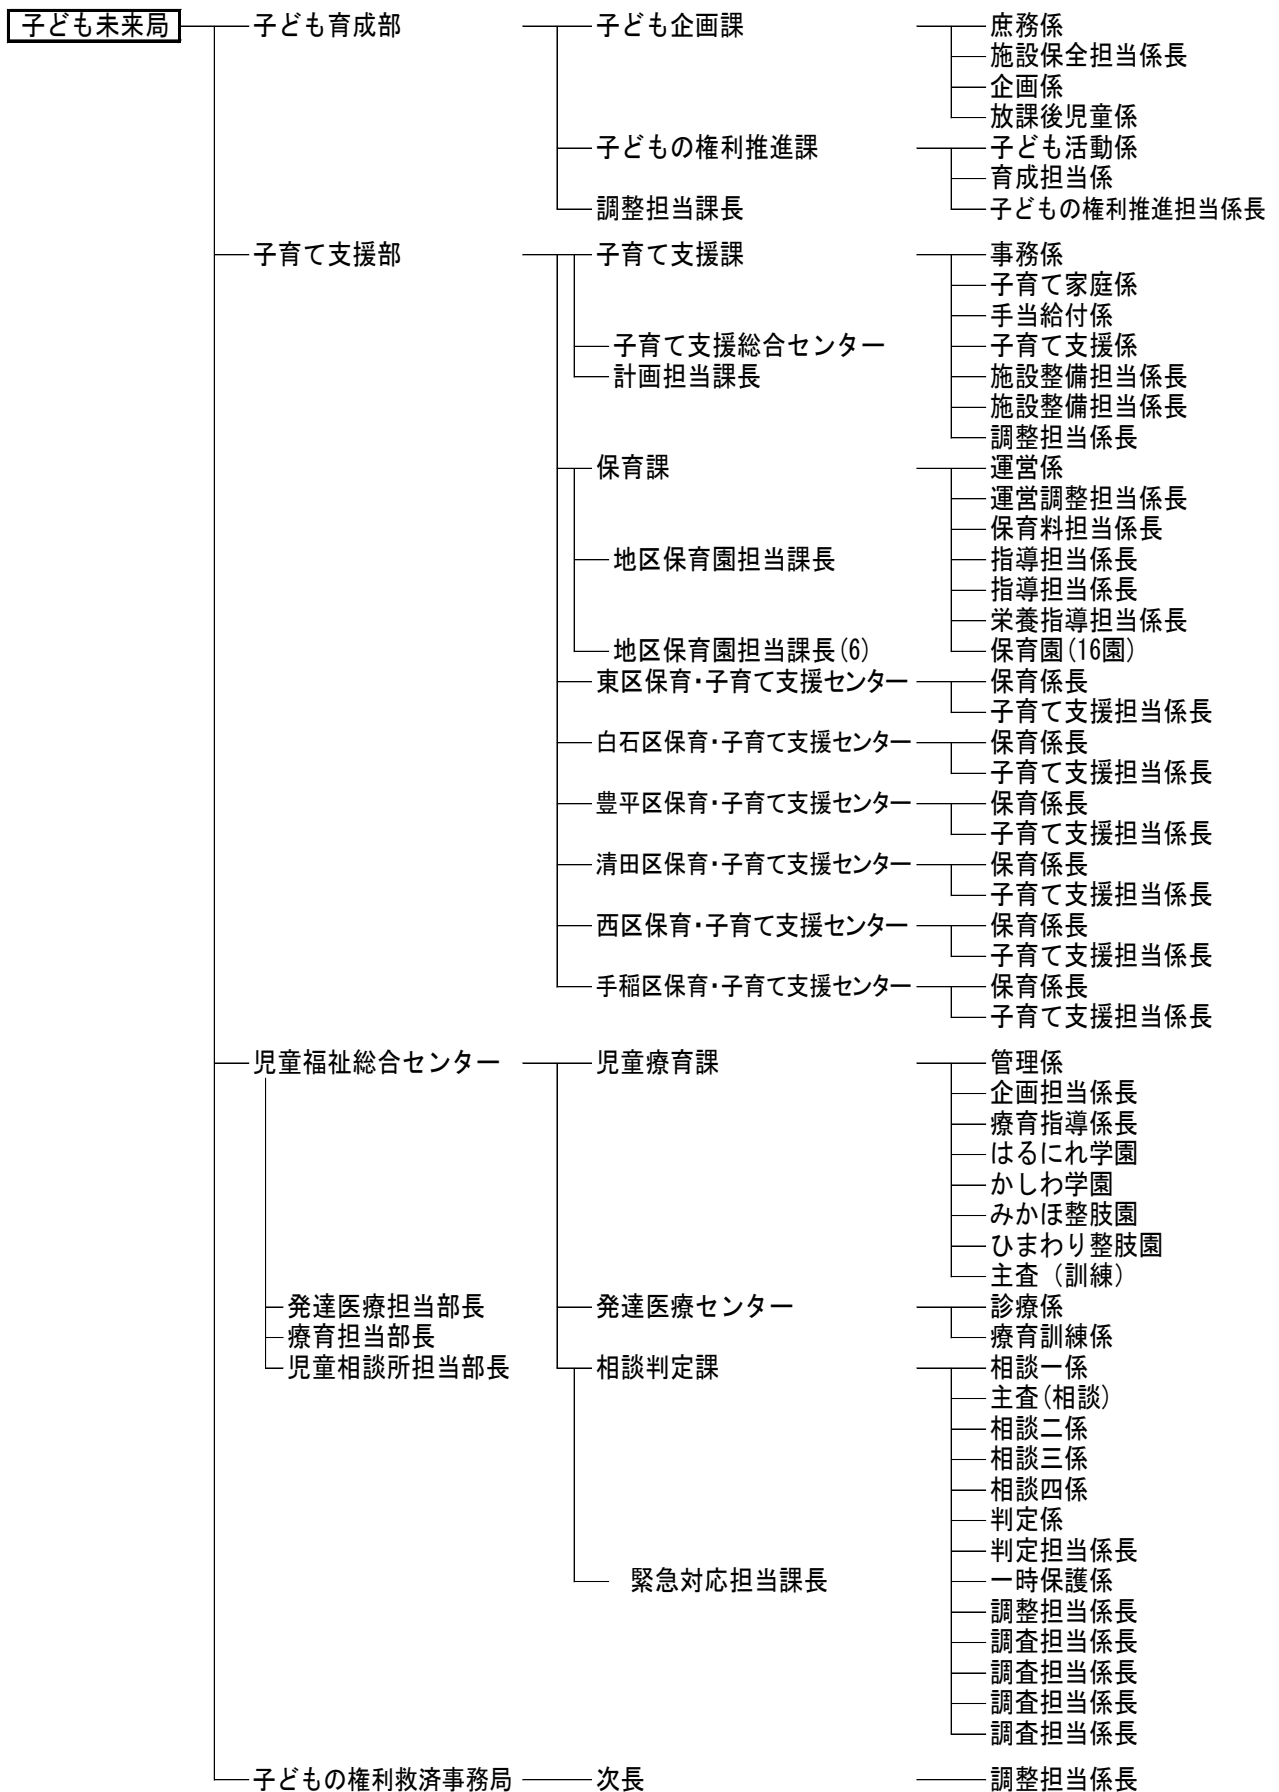 子ども未来局 子ども育成部 子ども企画課 庶務係
施設保全担当係長
企画係
放課後児童係
子どもの権利推進課 子ども活動係
育成担当係
調整担当課長 子どもの権利推進担当係長
子育て支援部 子育て支援課 事務係
子育て家庭係
手当給付係
子育て支援総合センター 子育て支援係
計画担当課長 施設整備担当係長
施設整備担当係長
調整担当係長
保育課 運営係
運営調整担当係長
保育料担当係長
地区保育園担当課長 指導担当係長
指導担当係長
栄養指導担当係長
地区保育園担当課長(6) 保育園(16園)
東区保育・子育て支援センター 保育係長
子育て支援担当係長
白石区保育・子育て支援センター 保育係長
子育て支援担当係長
豊平区保育・子育て支援センター 保育係長
子育て支援担当係長
清田区保育・子育て支援センター 保育係長
子育て支援担当係長
西区保育・子育て支援センター 保育係長
子育て支援担当係長
手稲区保育・子育て支援センター 保育係長
子育て支援担当係長
児童福祉総合センター 児童療育課 管理係
企画担当係長
療育指導係長
はるにれ学園
かしわ学園
みかほ整肢園
ひまわり整肢園
主査（訓練）
発達医療担当部長 発達医療センター 診療係
療育担当部長 療育訓練係
児童相談所担当部長 相談判定課 相談一係
主査(相談)
相談二係
相談三係
相談四係
判定係
判定担当係長
緊急対応担当課長 一時保護係
調整担当係長
調査担当係長
調査担当係長
調査担当係長
調査担当係長
子どもの権利救済事務局 次長 調整担当係長